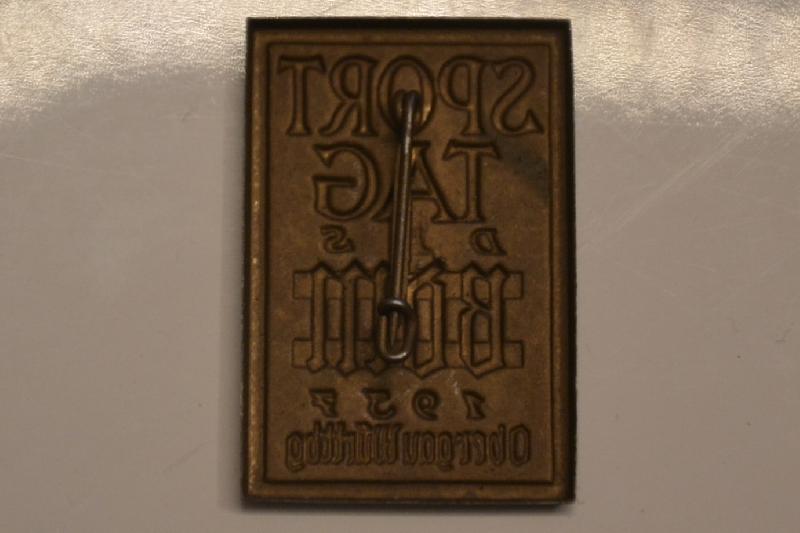 SPORT
TAG
D S
BDM
1937
Obergau Württbg